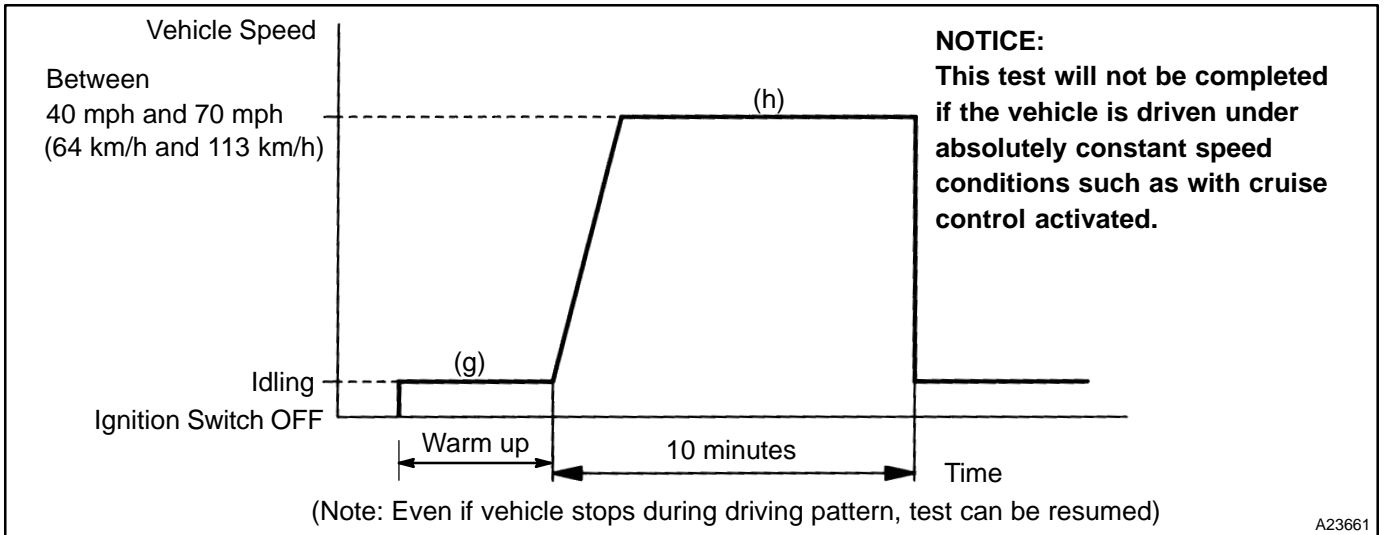 Vehicle Speed
Between
40 mph and 70 mph
(64 km/h and 113 km/h)
(h)
NOTICE:
This test will not be completed
if the vehicle is driven under
absolutely constant speed
conditions such as with cruise
control activated.
(g)
Idling
Ignition Switch OFF
Warm up
10 minutes
Time
(Note: Even if vehicle stops during driving pattern, test can be resumed)
A23661